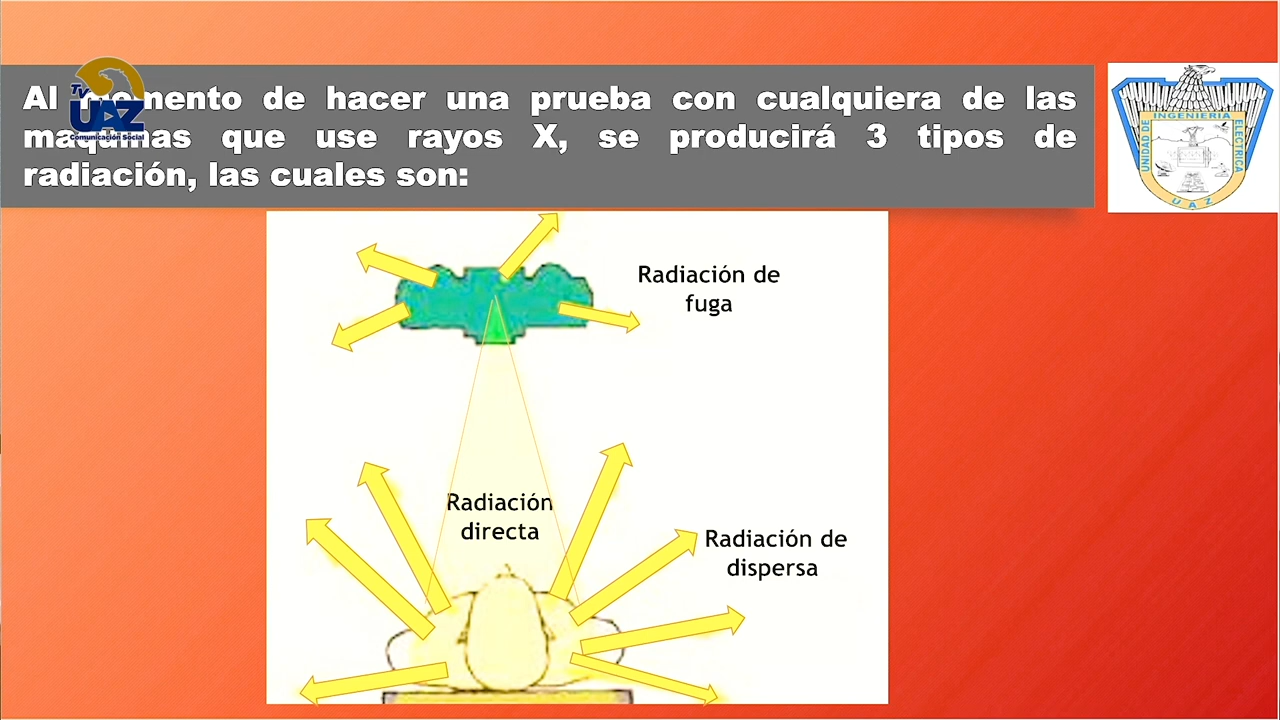 Al momento de hacer una prueba con cualquiera de las
maquinas que use rayos X, se producirá 3 tipos de
radiación, las cuales son:
TV
UAZ
Comunicación Social
UNIDAD DE
INGENIERIA
ELECTRICA
U A Z
Radiación de
fuga
Radiación
directa
Radiación de
dispersa